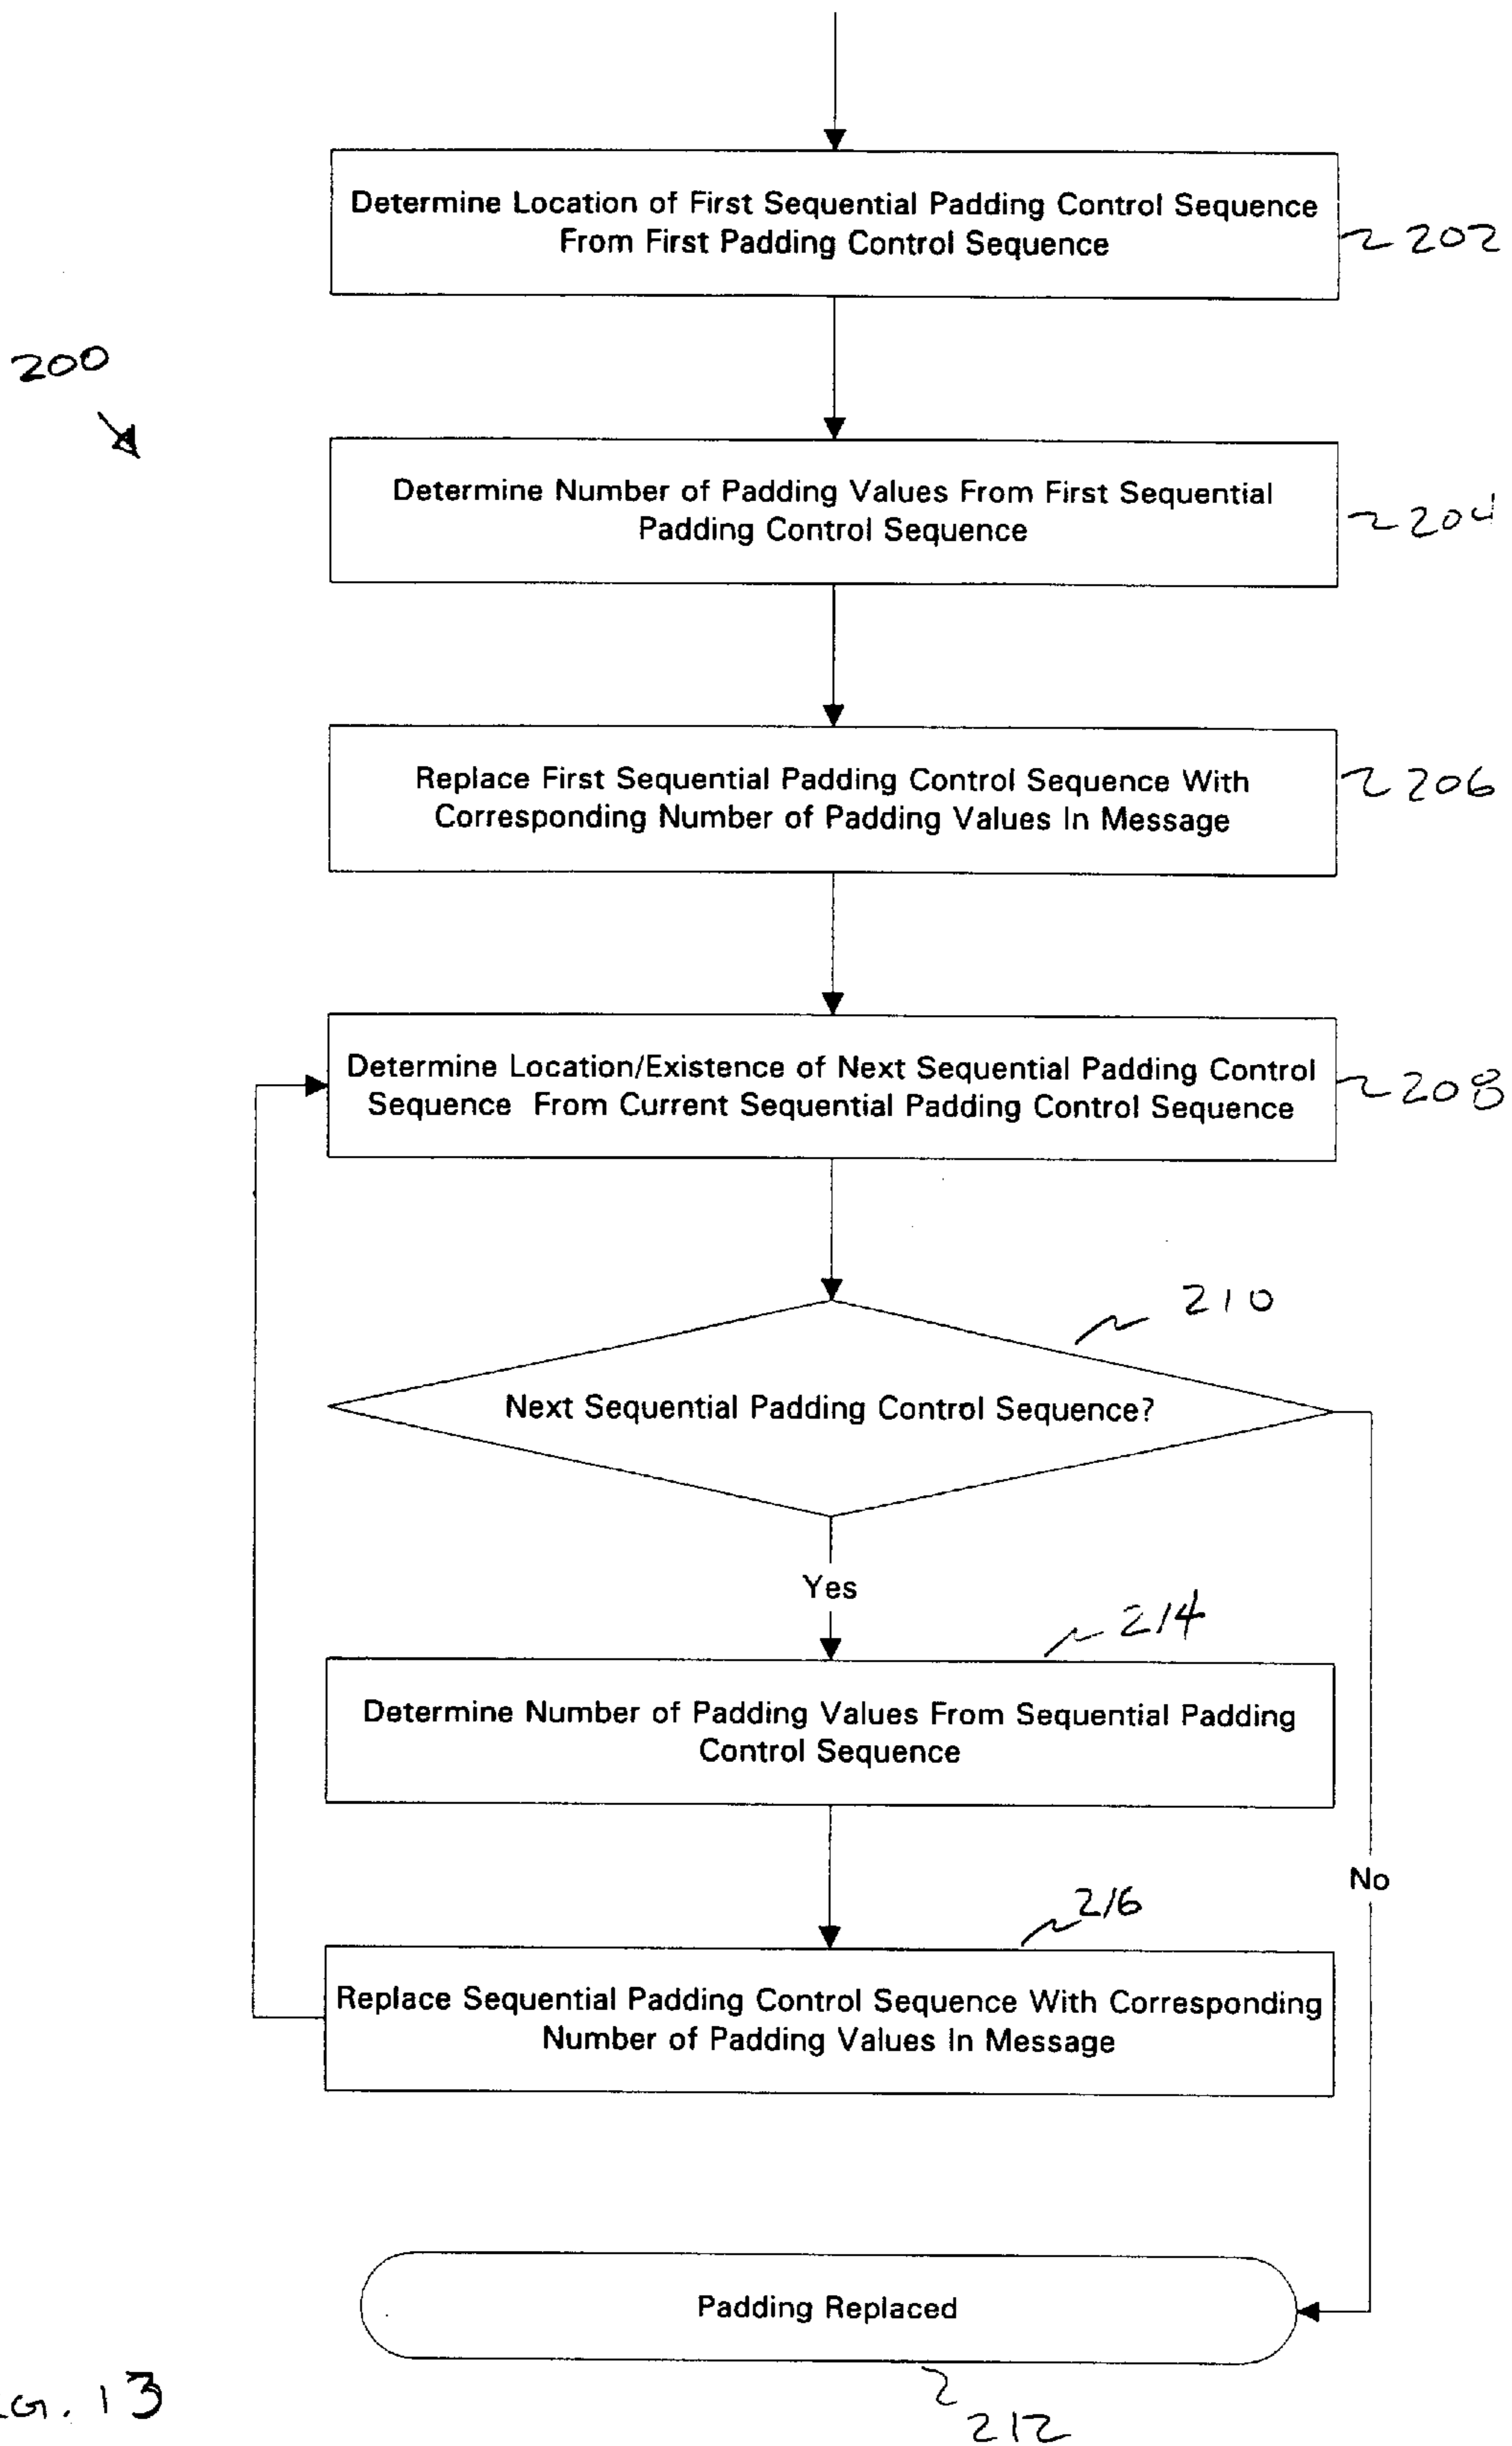 Determine Location of First Sequential Padding Control Sequence
From First Padding Control Sequence
202
200
Determine Number of Padding Values From First Sequential
Padding Control Sequence
204
Replace First Sequential Padding Control Sequence With
Corresponding Number of Padding Values In Message
206
Determine Location/Existence of Next Sequential Padding Control
Sequence From Current Sequential Padding Control Sequence
208
210
Next Sequential Padding Control Sequence?
Yes
214
Determine Number of Padding Values From Sequential Padding
Control Sequence
No
216
Replace Sequential Padding Control Sequence With Corresponding
Number of Padding Values In Message
Padding Replaced
G. 13
212